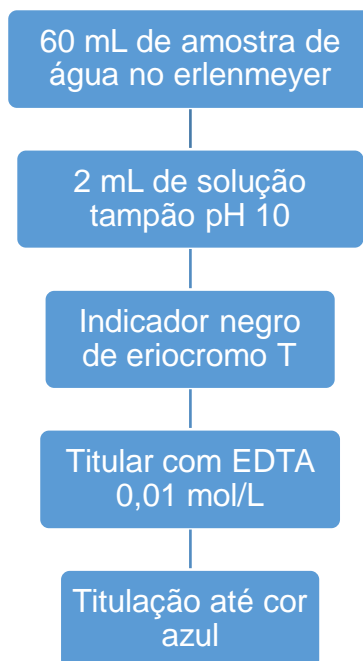 60 mL de amostra de
água no erlenmeyer
2 mL de solução
tampão pH 10
Indicador negro
de eriocromo T
Titular com EDTA
0,01 mol/L
Titulação até cor
azul